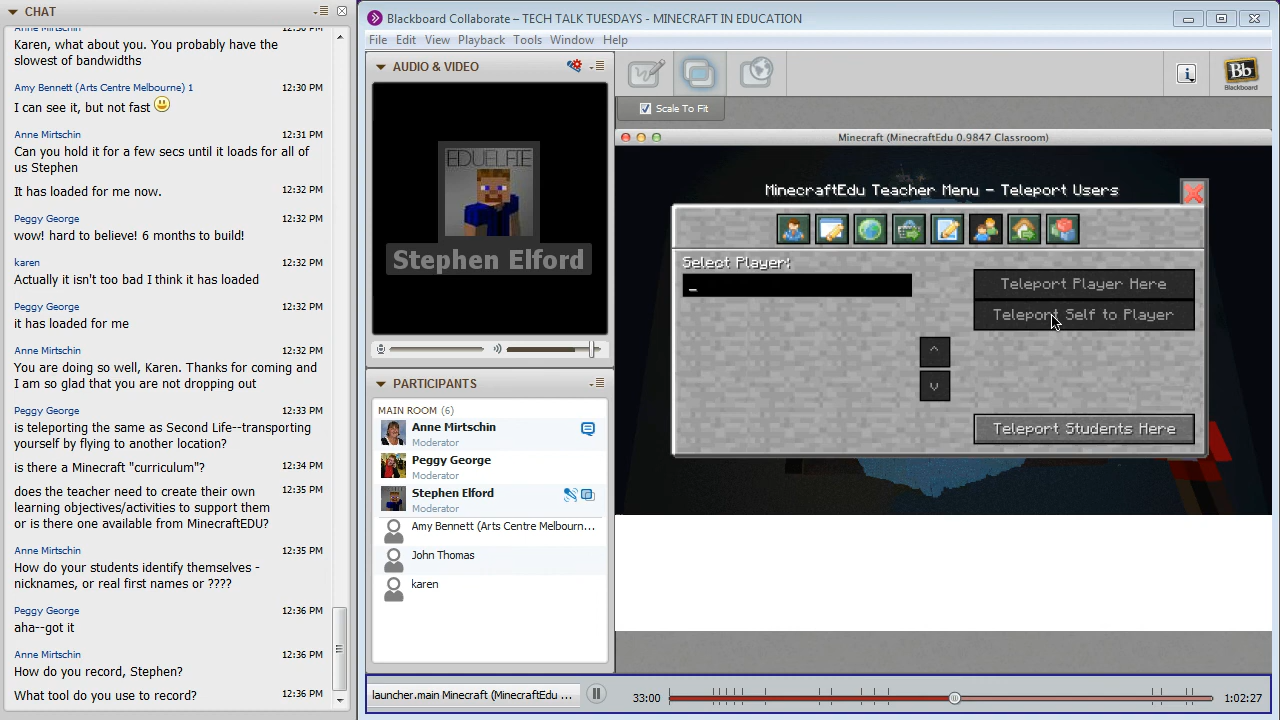 CHAT
Anne Mirtschin 12:30 PM
Karen, what about you. You probably have the
slowest of bandwidths
Amy Bennett (Arts Centre Melbourne) 1 12:30 PM
I can see it, but not fast
Anne Mirtschin 12:31 PM
Can you hold it for a few secs until it loads for all of
us Stephen
It has loaded for me now. 12:32 PM
Peggy George 12:32 PM
wow! hard to believe! 6 months to build!
karen 12:32 PM
Actually it isn't too bad I think it has loaded
Peggy George 12:32 PM
it has loaded for me
Anne Mirtschin 12:32 PM
You are doing so well, Karen. Thanks for coming and
I am so glad that you are not dropping out
Peggy George 12:33 PM
is teleporting the same as Second Life--transporting
yourself by flying to another location?
is there a Minecraft "curriculum"? 12:34 PM
does the teacher need to create their own 12:35 PM
learning objectives/activities to support them
or is there one available from MinecraftEDU?
Anne Mirtschin 12:35 PM
How do your students identify themselves -
nicknames, or real first names or ????
Peggy George 12:36 PM
aha--got it
Anne Mirtschin 12:36 PM
How do you record, Stephen?
What tool do you use to record? 12:36 PM
Blackboard Collaborate – TECH TALK TUESDAYS - MINECRAFT IN EDUCATION
File Edit View Playback Tools Window Help
AUDIO & VIDEO
EDUELFIE
Stephen Elford
PARTICIPANTS
MAIN ROOM (6)
Anne Mirtschin
Moderator
Peggy George
Moderator
Stephen Elford
Moderator
Amy Bennett (Arts Centre Melbourn...
John Thomas
karen
Bb
Blackboard
Scale To Fit
Minecraft (MinecraftEdu 0.9847 Classroom)
MinecraftEdu Teacher Menu – Teleport Users
Select Player:
_
Teleport Player Here
Teleport Self to Player
^
v
Teleport Students Here
launcher.main Minecraft (MinecraftEdu ...
33:00
1:02:27